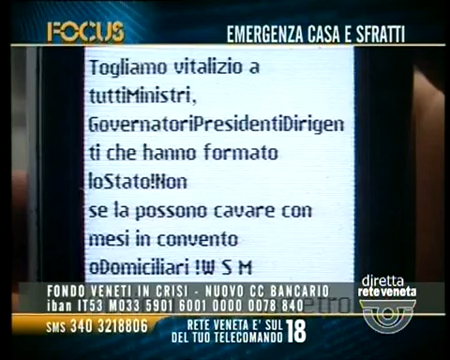 FOCUS
EMERGENZA CASA E SFRATTI
Togliamo vitalizio a
tuttiMinistri,
GovernatoriPresidentiDirigen
ti che hanno formato
loStato!Non
se la possono cavare con
mesi in convento
oDomiciliari !W S M
FONDO VENETI IN CRISI - NUOVO CC BANCARIO
iban IT53 M033 5901 6001 0000 0078 840
diretta
reteveneta
SMS 340 3218806
RETE VENETA E' SUL
DEL TUO TELECOMANDO 18